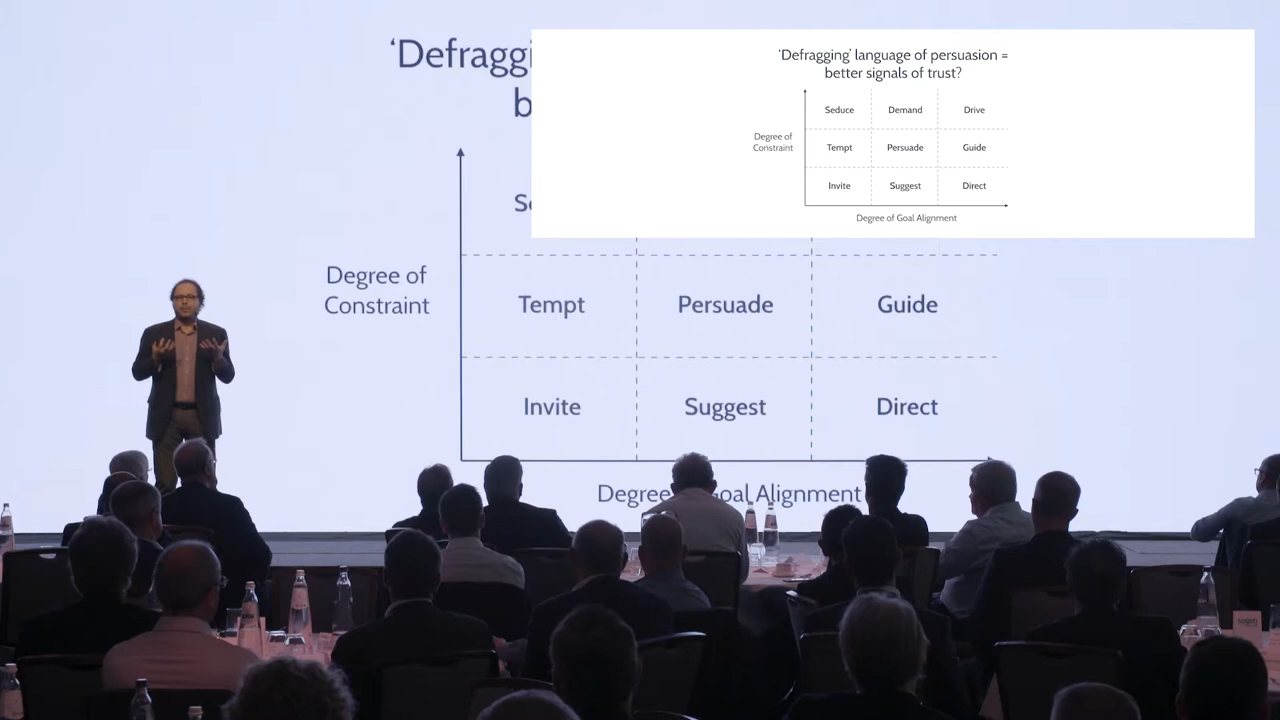 ‘Defraggi
b
Se
Degree of
Constraint
Tempt
Persuade
Guide
Invite
Suggest
Direct
Degree
oal Alignment
‘Defragging’ language of persuasion =
better signals of trust?
Seduce
Demand
Drive
Degree of
Constraint
Tempt
Persuade
Guide
Invite
Suggest
Direct
Degree of Goal Alignment